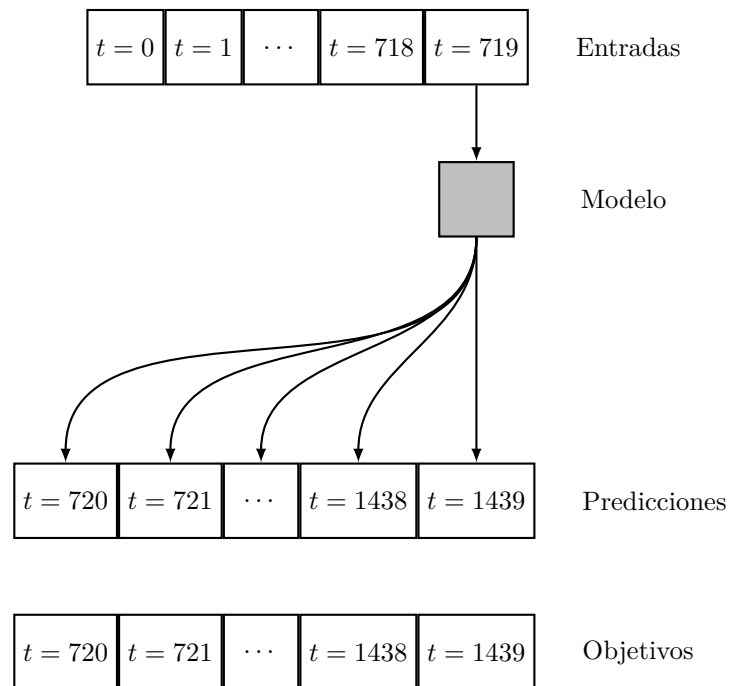 t = 0 t = 1 ··· t = 718 t = 719 Entradas
Modelo
t = 720 t = 721 ··· t = 1438 t = 1439 Predicciones
t = 720 t = 721 ··· t = 1438 t = 1439 Objetivos